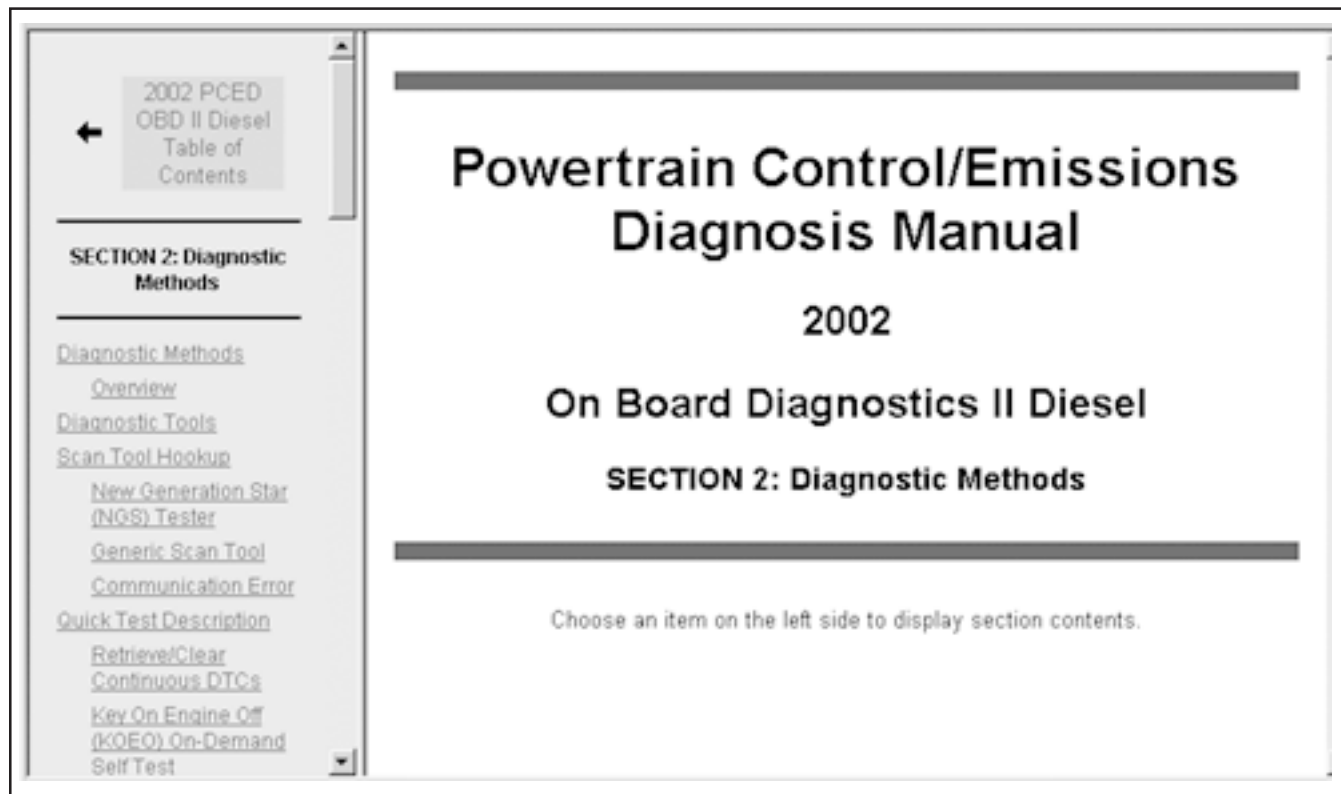 2002 PCED
OBD II Diesel
Table of
Contents
SECTION 2: Diagnostic
Methods
Diagnostic Methods
Overview
Diagnostic Tools
Scan Tool Hookup
New Generation Star
(NGS) Tester
Generic Scan Tool
Communication Error
Quick Test Description
Retrieve/Clear
Continuous DTCs
Key On Engine Off
(KOEO) On-Demand
Self Test
Powertrain Control/Emissions
Diagnosis Manual
2002
On Board Diagnostics II Diesel
SECTION 2: Diagnostic Methods
Choose an item on the left side to display section contents.